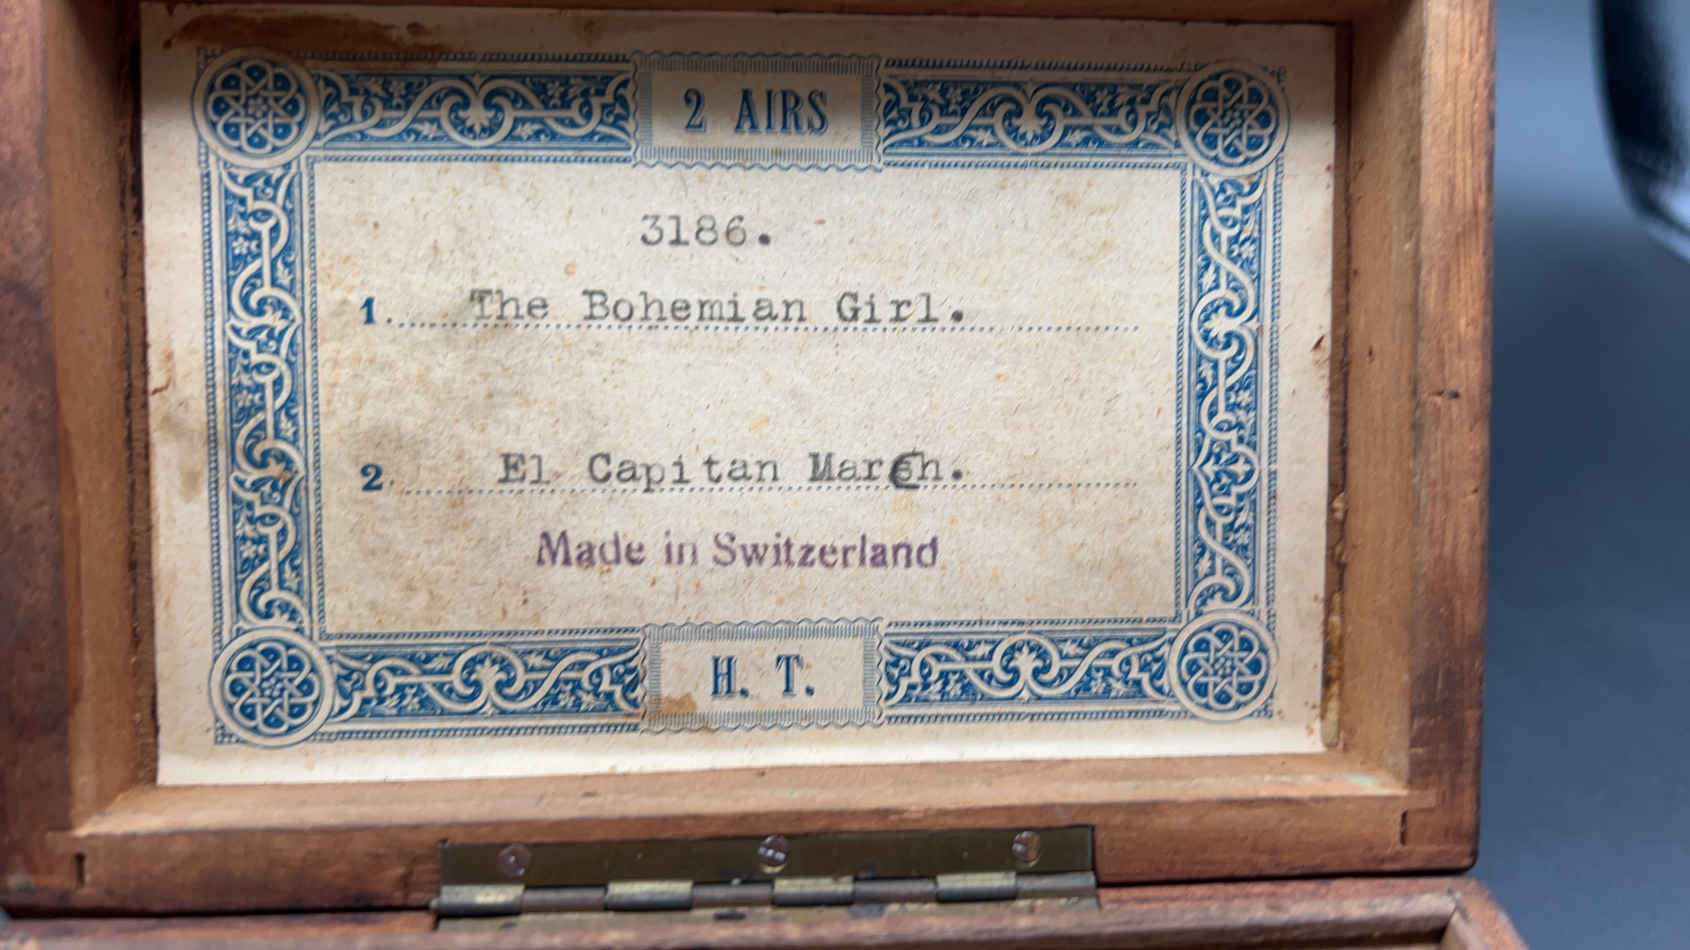 2 AIRS
3186.
1. The Bohemian Girl.
2. El Capitan March.
Made in Switzerland
H. T.